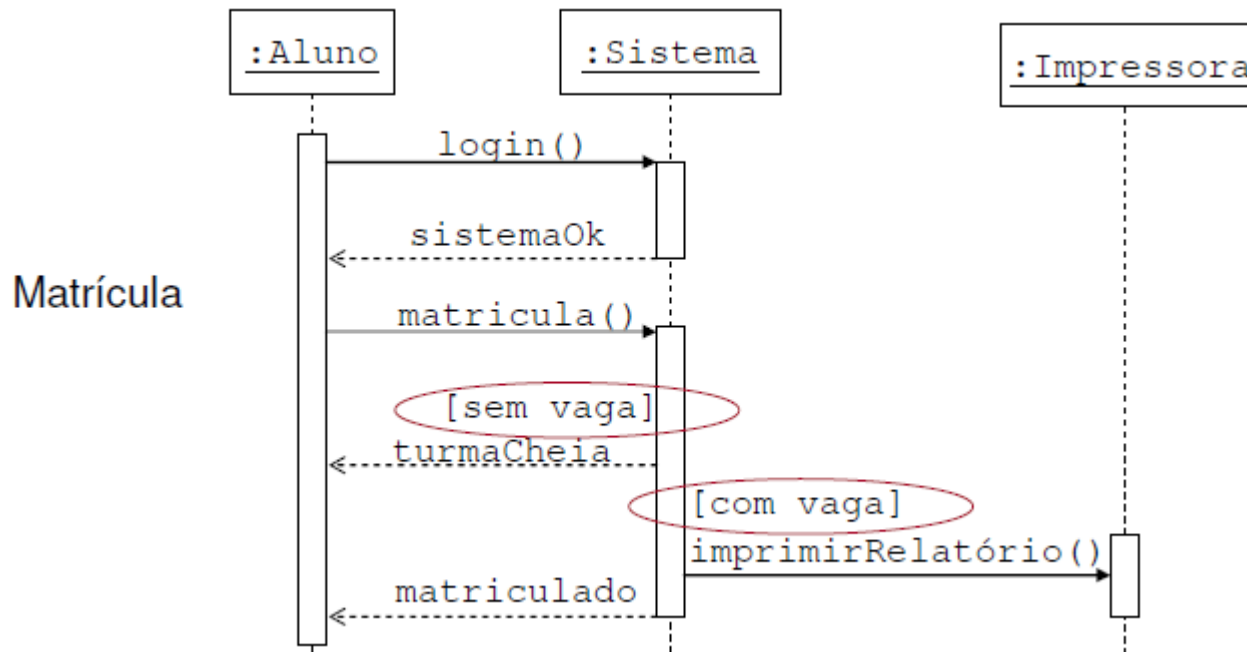 :Aluno
:Sistema
:Impressora
login()
sistemaOk
Matrícula
matricula()
[sem vaga]
turmaCheia
[com vaga]
imprimirRelatório()
matriculado